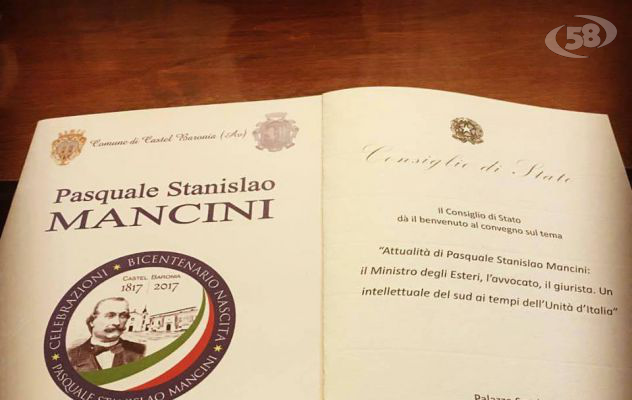 58
Comune di Castel Baronia (Av)
Pasquale Stanislao
MANCINI
CELEBRAZIONI • BICENTENARIO NASCITA •
CASTEL BARONIA
1817 2017
PASQUALE STANISLAO MANCINI
Consiglio di Stato
il Consiglio di Stato
dà il benvenuto al convegno sul tema
"Attualità di Pasquale Stanislao Mancini:
il Ministro degli Esteri, l'avvocato, il giurista. Un
intellettuale del sud ai tempi dell'Unità d'Italia"